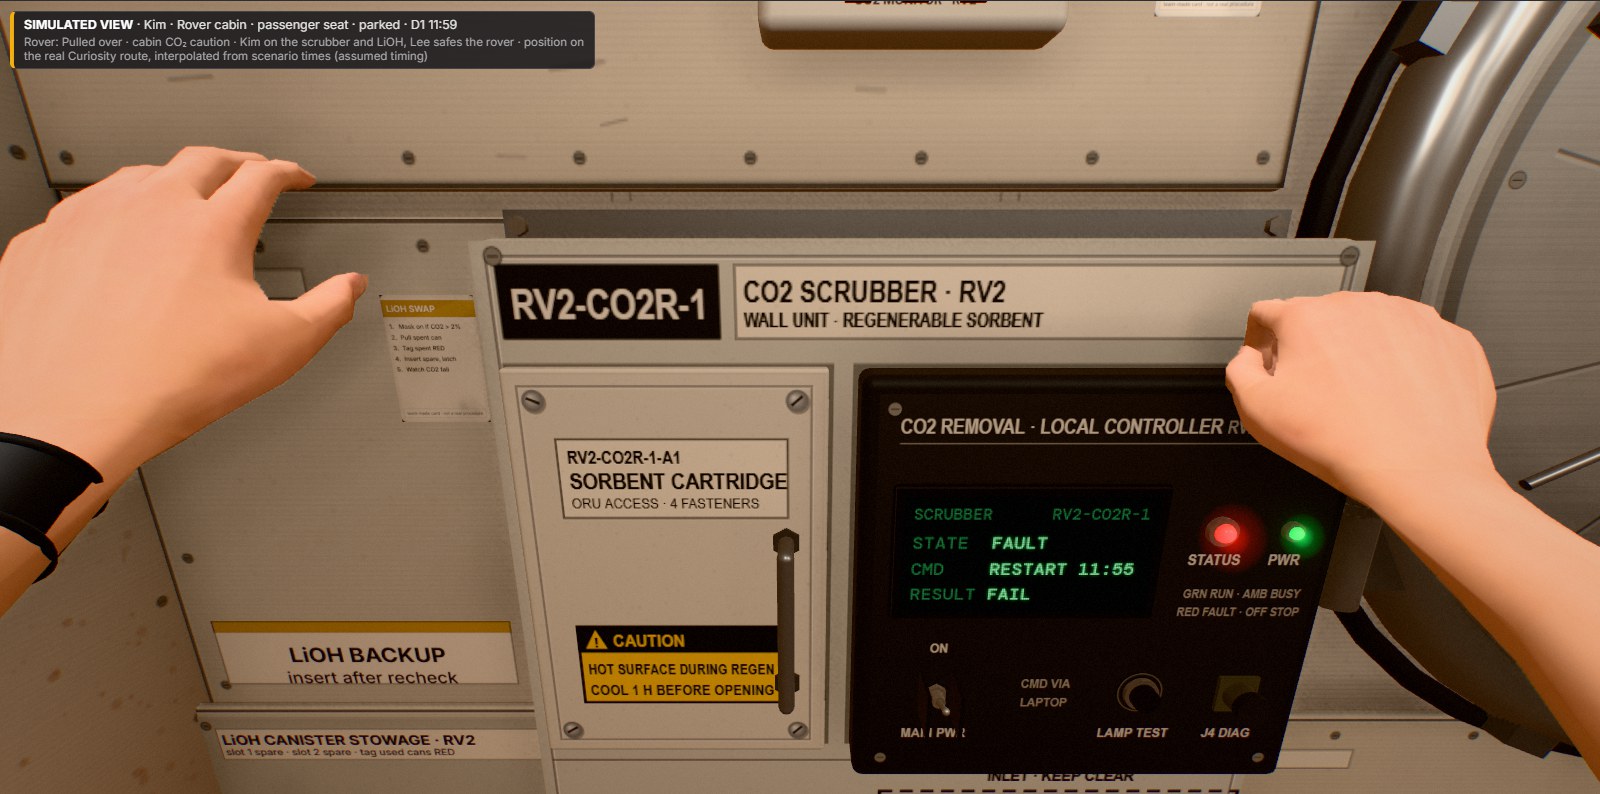 SIMULATED VIEW · Kim · Rover cabin · passenger seat · parked · D1 11:59
Rover: Pulled over · cabin CO₂ caution · Kim on the scrubber and LiOH, Lee safes the rover · position on
the real Curiosity route, interpolated from scenario times (assumed timing)
RV2-CO2R-1
CO2 SCRUBBER · RV2
WALL UNIT · REGENERABLE SORBENT
LiOH SWAP
1. Mask on if CO2 > 2%
2. Pull spent can
3. Tag spent RED
4. Insert spare, latch
5. Watch CO2 fall
RV2-CO2R-1-A1
SORBENT CARTRIDGE
ORU ACCESS · 4 FASTENERS
CAUTION
HOT SURFACE DURING REGEN
COOL 1 H BEFORE OPENING
CO2 REMOVAL · LOCAL CONTROLLER
SCRUBBER RV2-CO2R-1
STATE FAULT
CMD RESTART 11:55
RESULT FAIL
STATUS PWR
GRN RUN · AMB BUSY
RED FAULT · OFF STOP
ON
CMD VIA
LAPTOP
MAIN PWR
LAMP TEST
J4 DIAG
LiOH BACKUP
insert after recheck
LiOH CANISTER STOWAGE · RV2
slot 1 spare · slot 2 spare · tag used cans RED
INLET · KEEP CLEAR